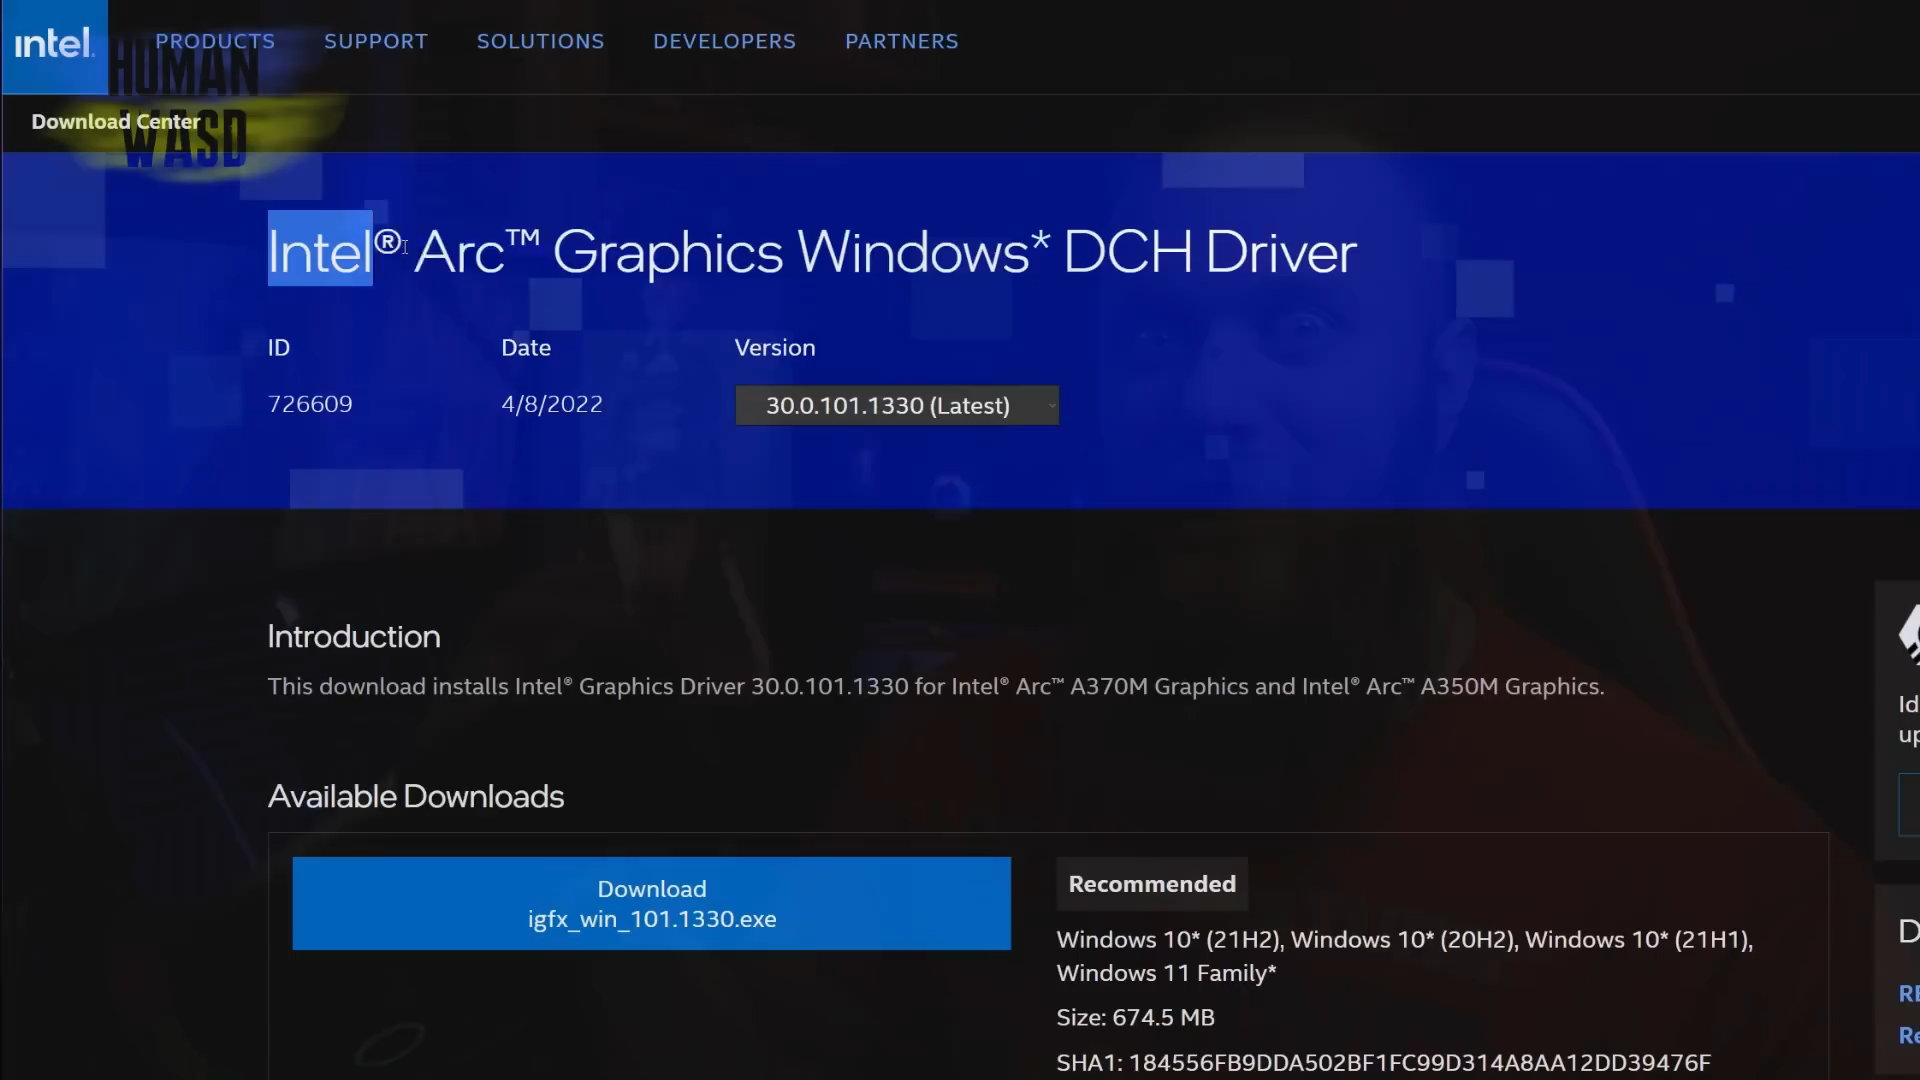 intel.
PRODUCTS SUPPORT SOLUTIONS DEVELOPERS PARTNERS
HUMAN
WASD
Download Center
Intel® Arc™ Graphics Windows* DCH Driver
ID Date Version
726609 4/8/2022 30.0.101.1330 (Latest)
Introduction
This download installs Intel® Graphics Driver 30.0.101.1330 for Intel® Arc™ A370M Graphics and Intel® Arc™ A350M Graphics.
Available Downloads
Download
igfx_win_101.1330.exe
Recommended
Windows 10* (21H2), Windows 10* (20H2), Windows 10* (21H1),
Windows 11 Family*
Size: 674.5 MB
SHA1: 184556FB9DDA502BF1FC99D314A8AA12DD39476F